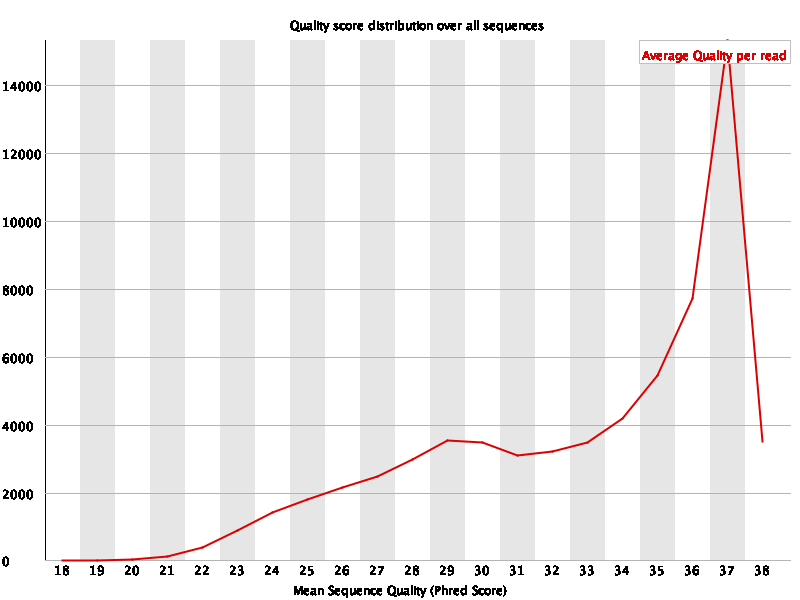 Quality score distribution over all sequences
Average Quality per read
14000
12000
10000
8000
6000
4000
2000
0
18 19 20 21 22 23 24 25 26 27 28 29 30 31 32 33 34 35 36 37 38
Mean Sequence Quality (Phred Score)